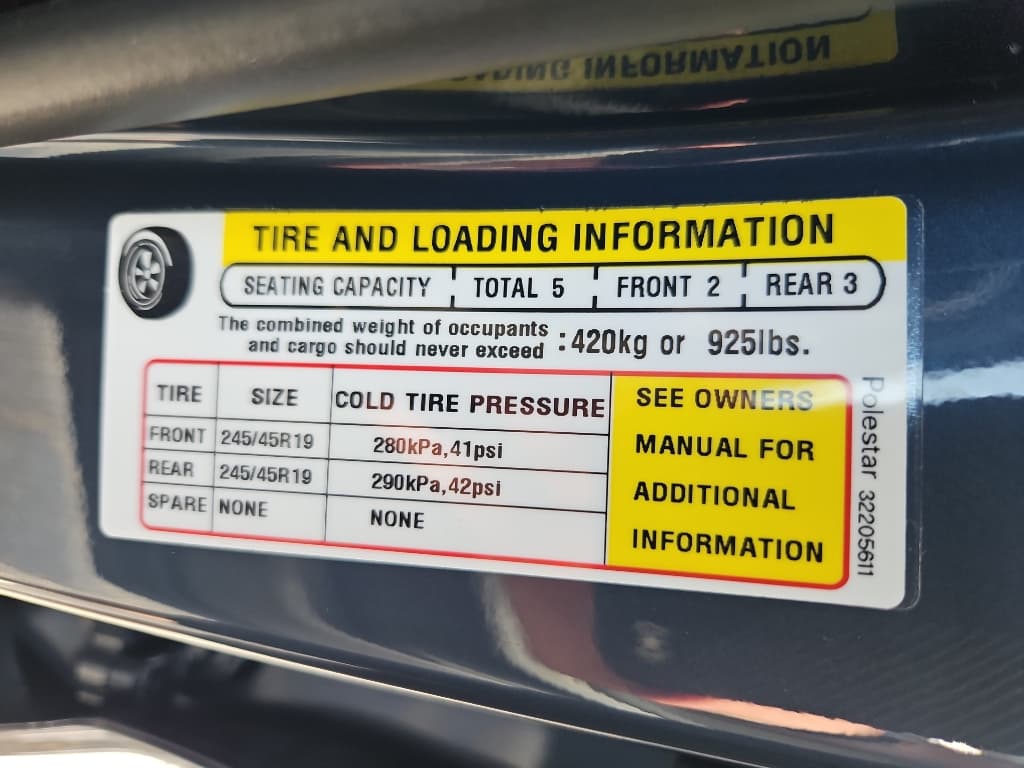 TIRE AND LOADING INFORMATION
SEATING CAPACITY TOTAL 5 FRONT 2 REAR 3
The combined weight of occupants
and cargo should never exceed :420kg or 925lbs.
TIRE SIZE COLD TIRE PRESSURE
FRONT 245/45R19 280kPa,41psi
REAR 245/45R19 290kPa,42psi
SPARE NONE NONE
SEE OWNERS
MANUAL FOR
ADDITIONAL
INFORMATION
Polestar 32205611